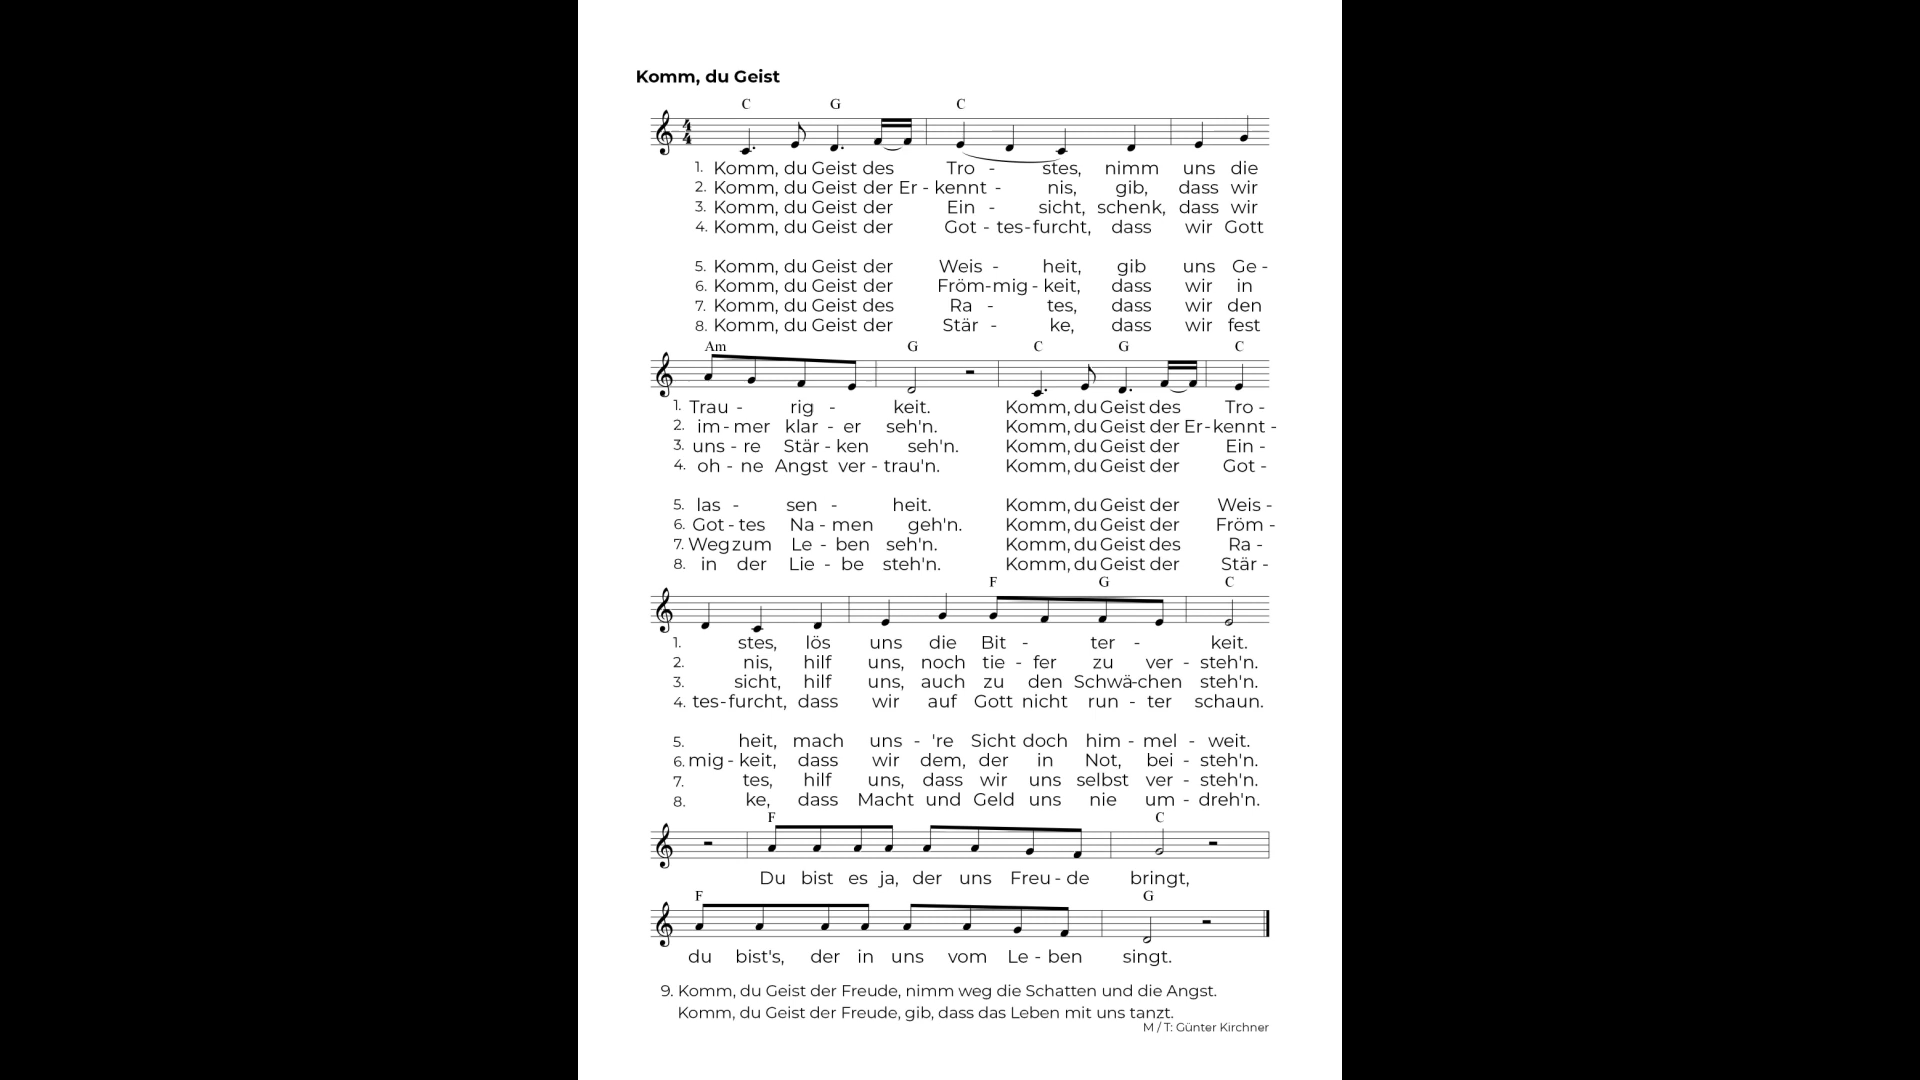 Komm, du Geist
C G C
1. Komm, du Geist des Tro - stes, nimm uns die
2. Komm, du Geist der Er - kennt - nis, gib, dass wir
3. Komm, du Geist der Ein - sicht, schenk, dass wir
4. Komm, du Geist der Got - tes-furcht, dass wir Gott
5. Komm, du Geist der Weis - heit, gib uns Ge -
6. Komm, du Geist der Fröm-mig - keit, dass wir in
7. Komm, du Geist des Ra - tes, dass wir den
8. Komm, du Geist der Stär - ke, dass wir fest
Am G C G C
1. Trau - rig - keit. Komm, du Geist des Tro -
2. im - mer klar - er seh'n. Komm, du Geist der Er - kennt -
3. uns - re Stär - ken seh'n. Komm, du Geist der Ein -
4. oh - ne Angst ver - trau'n. Komm, du Geist der Got -
5. las - sen - heit. Komm, du Geist der Weis -
6. Got - tes Na - men geh'n. Komm, du Geist der Fröm -
7. Weg zum Le - ben seh'n. Komm, du Geist des Ra -
8. in der Lie - be steh'n. Komm, du Geist der Stär -
F G C
1. stes, lös uns die Bit - ter - keit.
2. nis, hilf uns, noch tie - fer zu ver - steh'n.
3. sicht, hilf uns, auch zu den Schwä-chen steh'n.
4. tes-furcht, dass wir auf Gott nicht run - ter schaun.
5. heit, mach uns - 're Sicht doch him - mel - weit.
6. mig - keit, dass wir dem, der in Not, bei - steh'n.
7. tes, hilf uns, dass wir uns selbst ver - steh'n.
8. ke, dass Macht und Geld uns nie um - dreh'n.
F C
Du bist es ja, der uns Freu - de bringt,
F G
du bist's, der in uns vom Le - ben singt.
9. Komm, du Geist der Freude, nimm weg die Schatten und die Angst.
Komm, du Geist der Freude, gib, dass das Leben mit uns tanzt.
M / T: Günter Kirchner